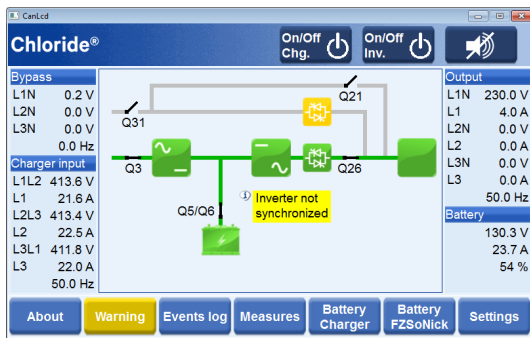 CanLcd
Chloride®
On/Off Chg.
On/Off Inv.
Bypass
L1N 0.2 V
L2N 0.0 V
L3N 0.0 V
0.0 Hz
Charger input
L1L2 413.6 V
L1 21.6 A
L2L3 413.4 V
L2 22.5 A
L3L1 411.8 V
L3 22.0 A
50.0 Hz
Q21
Q31
Q3
Q26
Inverter not
synchronized
Q5/Q6
Output
L1N 230.0 V
L1 4.0 A
L2N 0.0 V
L2 0.0 A
L3N 0.0 V
L3 0.0 A
50.0 Hz
Battery
130.3 V
23.7 A
54 %
About
Warning
Events log
Measures
Battery
Charger
Battery
FZSoNick
Settings